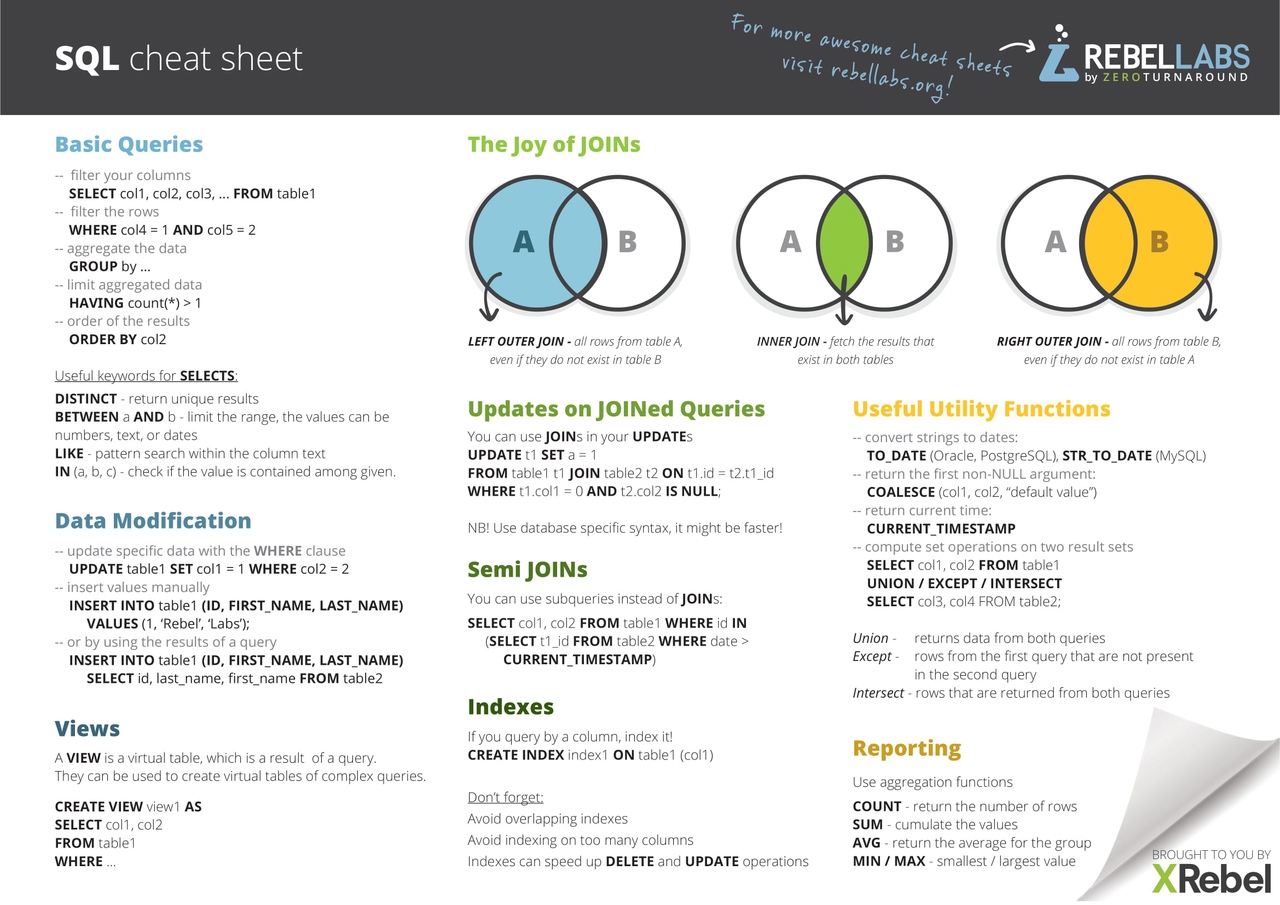 SQL cheat sheet
For more awesome cheat sheets
visit rebellabs.org!
REBELLABS
by ZEROTURNAROUND
Basic Queries
-- filter your columns
SELECT col1, col2, col3, ... FROM table1
-- filter the rows
WHERE col4 = 1 AND col5 = 2
-- aggregate the data
GROUP by ...
-- limit aggregated data
HAVING count(*) > 1
-- order of the results
ORDER BY col2
Useful keywords for SELECTS:
DISTINCT - return unique results
BETWEEN a AND b - limit the range, the values can be
numbers, text, or dates
LIKE - pattern search within the column text
IN (a, b, c) - check if the value is contained among given.
Data Modification
-- update specific data with the WHERE clause
UPDATE table1 SET col1 = 1 WHERE col2 = 2
-- insert values manually
INSERT INTO table1 (ID, FIRST_NAME, LAST_NAME)
VALUES (1, ‘Rebel’, ‘Labs’);
-- or by using the results of a query
INSERT INTO table1 (ID, FIRST_NAME, LAST_NAME)
SELECT id, last_name, first_name FROM table2
Views
A VIEW is a virtual table, which is a result of a query.
They can be used to create virtual tables of complex queries.
CREATE VIEW view1 AS
SELECT col1, col2
FROM table1
WHERE ...
The Joy of JOINs
A B
A B
A B
LEFT OUTER JOIN - all rows from table A,
even if they do not exist in table B
INNER JOIN - fetch the results that
exist in both tables
RIGHT OUTER JOIN - all rows from table B,
even if they do not exist in table A
Updates on JOINed Queries
You can use JOINs in your UPDATEs
UPDATE t1 SET a = 1
FROM table1 t1 JOIN table2 t2 ON t1.id = t2.t1_id
WHERE t1.col1 = 0 AND t2.col2 IS NULL;
NB! Use database specific syntax, it might be faster!
Semi JOINs
You can use subqueries instead of JOINs:
SELECT col1, col2 FROM table1 WHERE id IN
(SELECT t1_id FROM table2 WHERE date >
CURRENT_TIMESTAMP)
Indexes
If you query by a column, index it!
CREATE INDEX index1 ON table1 (col1)
Don’t forget:
Avoid overlapping indexes
Avoid indexing on too many columns
Indexes can speed up DELETE and UPDATE operations
Useful Utility Functions
-- convert strings to dates:
TO_DATE (Oracle, PostgreSQL), STR_TO_DATE (MySQL)
-- return the first non-NULL argument:
COALESCE (col1, col2, “default value”)
-- return current time:
CURRENT_TIMESTAMP
-- compute set operations on two result sets
SELECT col1, col2 FROM table1
UNION / EXCEPT / INTERSECT
SELECT col3, col4 FROM table2;
Union - returns data from both queries
Except - rows from the first query that are not present
in the second query
Intersect - rows that are returned from both queries
Reporting
Use aggregation functions
COUNT - return the number of rows
SUM - cumulate the values
AVG - return the average for the group
MIN / MAX - smallest / largest value
BROUGHT TO YOU BY
XRebel